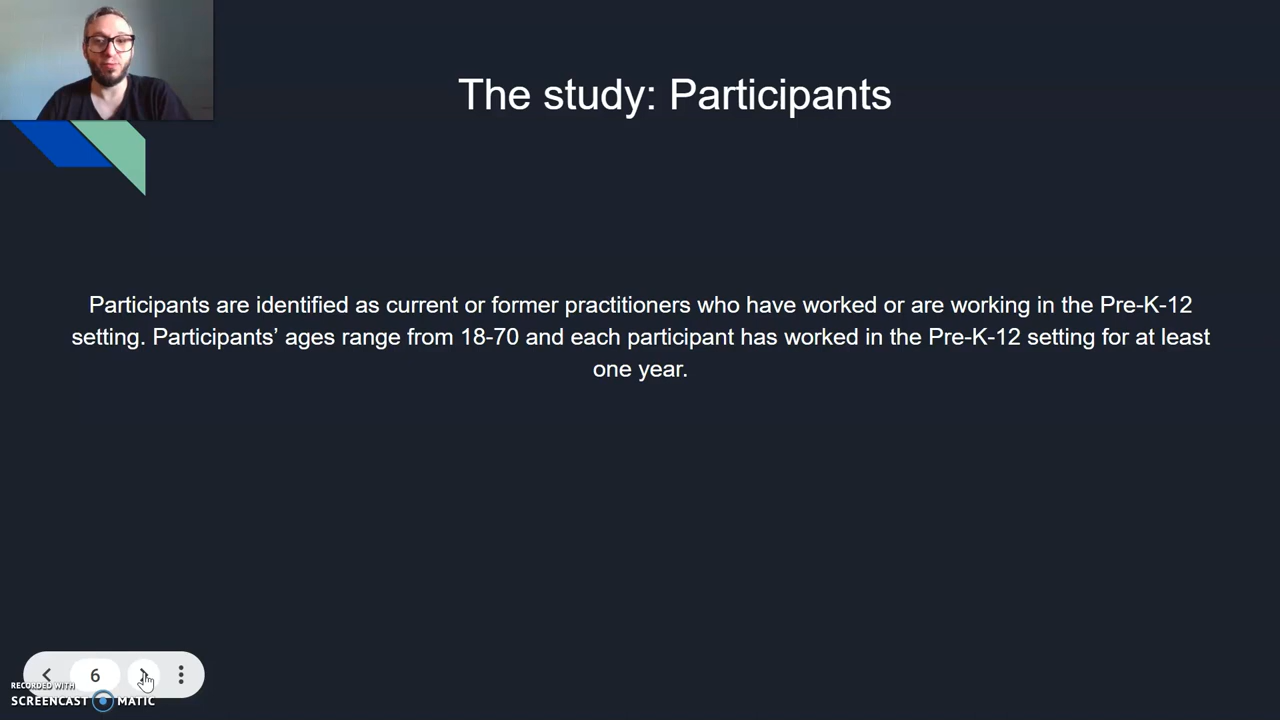 The study: Participants
Participants are identified as current or former practitioners who have worked or are working in the Pre-K-12
setting. Participants’ ages range from 18-70 and each participant has worked in the Pre-K-12 setting for at least
one year.
6
RECORDED WITH
SCREENCAST MATIC